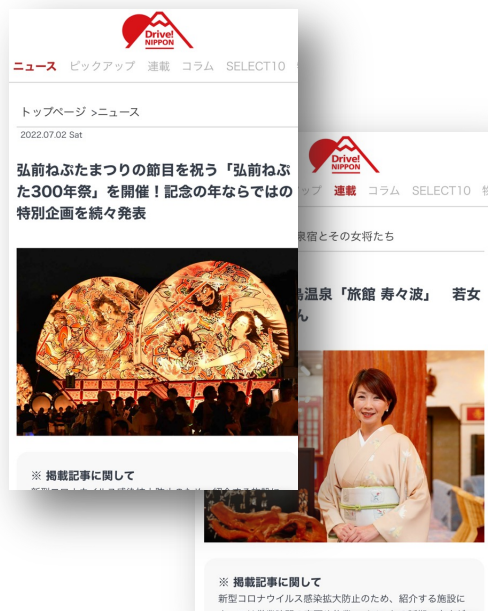 Drive!
NIPPON
ニュース ピックアップ 連載 コラム SELECT10
トップページ >ニュース
2022.07.02 Sat
弘前ねぷたまつりの節目を祝う「弘前ねぷ
た300年祭」を開催！記念の年ならではの
特別企画を続々発表
※ 掲載記事に関して
Drive!
NIPPON
ップ 連載 コラム SELECT10
泉宿とその女将たち
温泉「旅館 寿々波」 若女
ん
※ 掲載記事に関して
新型コロナウイルス感染拡大防止のため、紹介する施設に